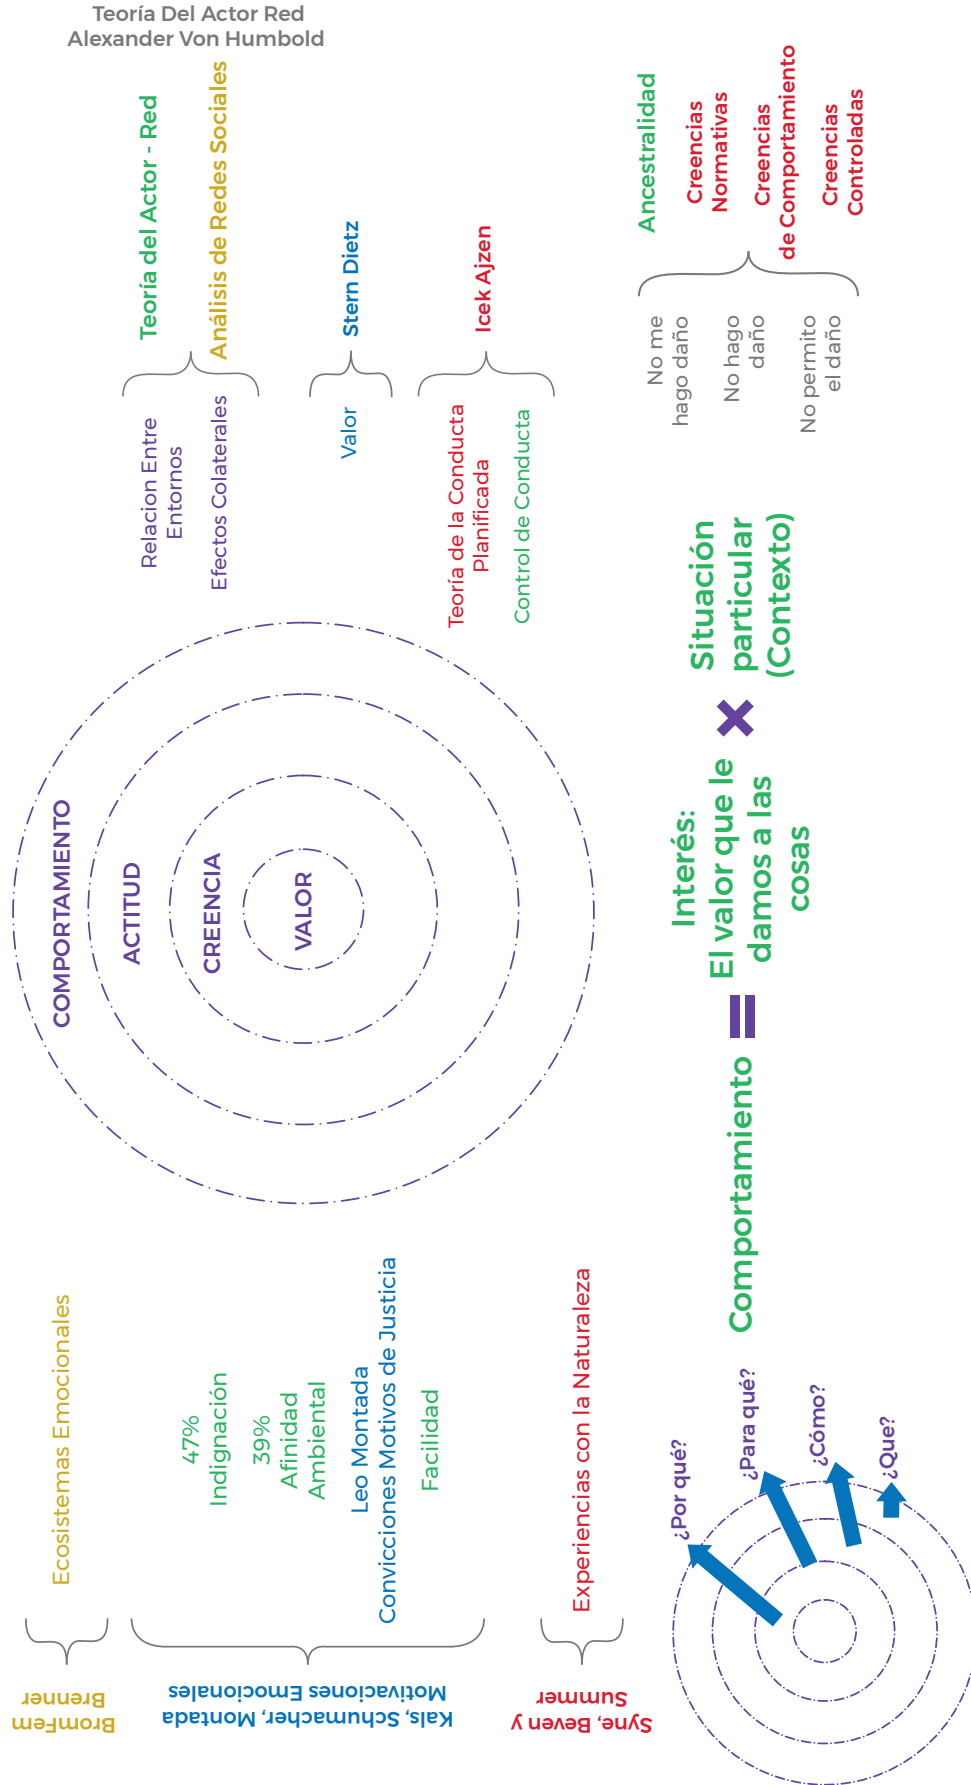 Teoría Del Actor Red
Alexander Von Humbold
BromFem
Brenner
Ecosistemas Emocionales
Kals, Schumacher, Montada
Motivaciones Emocionales
47%
Indignación
39%
Afinidad
Ambiental
Leo Montada
Convicciones Motivos de Justicia
Facilidad
Syne, Beven y
Summer
Experiencias con la Naturaleza
COMPORTAMIENTO
ACTITUD
CREENCIA
VALOR
Relacion Entre
Entornos
Efectos Colaterales
Teoría del Actor - Red
Análisis de Redes Sociales
Valor
Stern Dietz
Teoría de la Conducta
Planificada
Control de Conducta
Icek Ajzen
¿Por qué?
¿Para qué?
¿Cómo?
¿Que?
Comportamiento
=
Interés:
El valor que le
damos a las
cosas
×
Situación
particular
(Contexto)
No me
hago daño
No hago
daño
No permito
el daño
Ancestralidad
Creencias
Normativas
Creencias
de Comportamiento
Creencias
Controladas